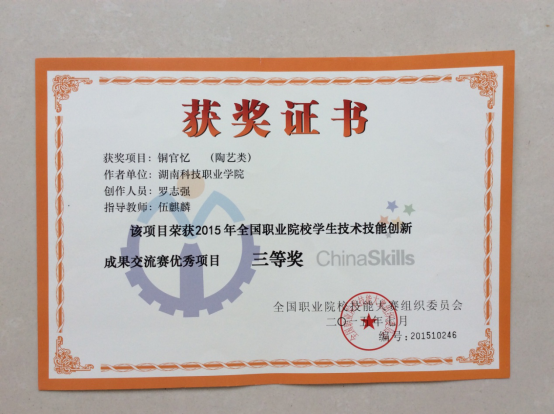 获奖证书
获奖项目：铜官忆 （陶艺类）
作者单位：湖南科技职业学院
创作人员：罗志强
指导教师：伍麒麟
该项目荣获2015年全国职业院校学生技术技能创新
成果交流赛优秀项目 三等奖
ChinaSkills
全国职业院校技能大赛组织委员会
二〇一 年 月
编号：201510246